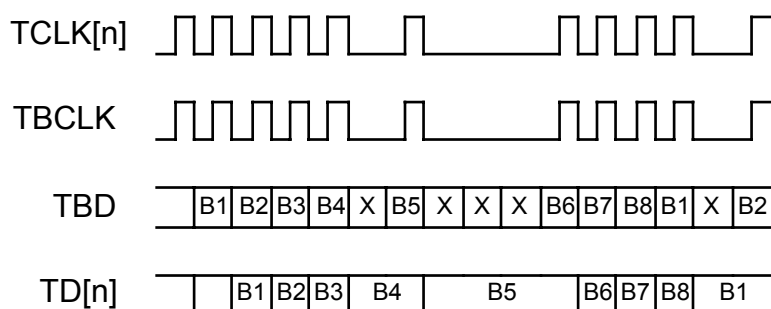 TCLK[n]
TBCLK
TBD B1 B2 B3 B4 X B5 X X X B6 B7 B8 B1 X B2
TD[n] B1 B2 B3 B4 B5 B6 B7 B8 B1